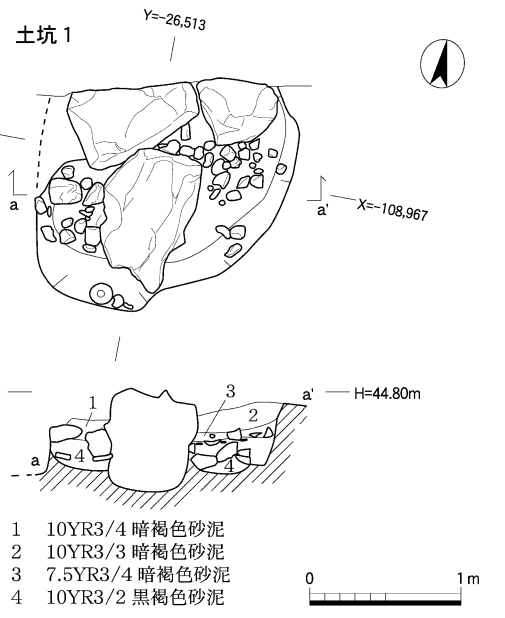 土坑 1
Y=-26,513
a
a'
X=-108,967
1
3
a'
H=44.80m
2
a
4
4
1 10YR3/4 暗褐色砂泥
2 10YR3/3 暗褐色砂泥
3 7.5YR3/4 暗褐色砂泥
4 10YR3/2 黒褐色砂泥
0 1m